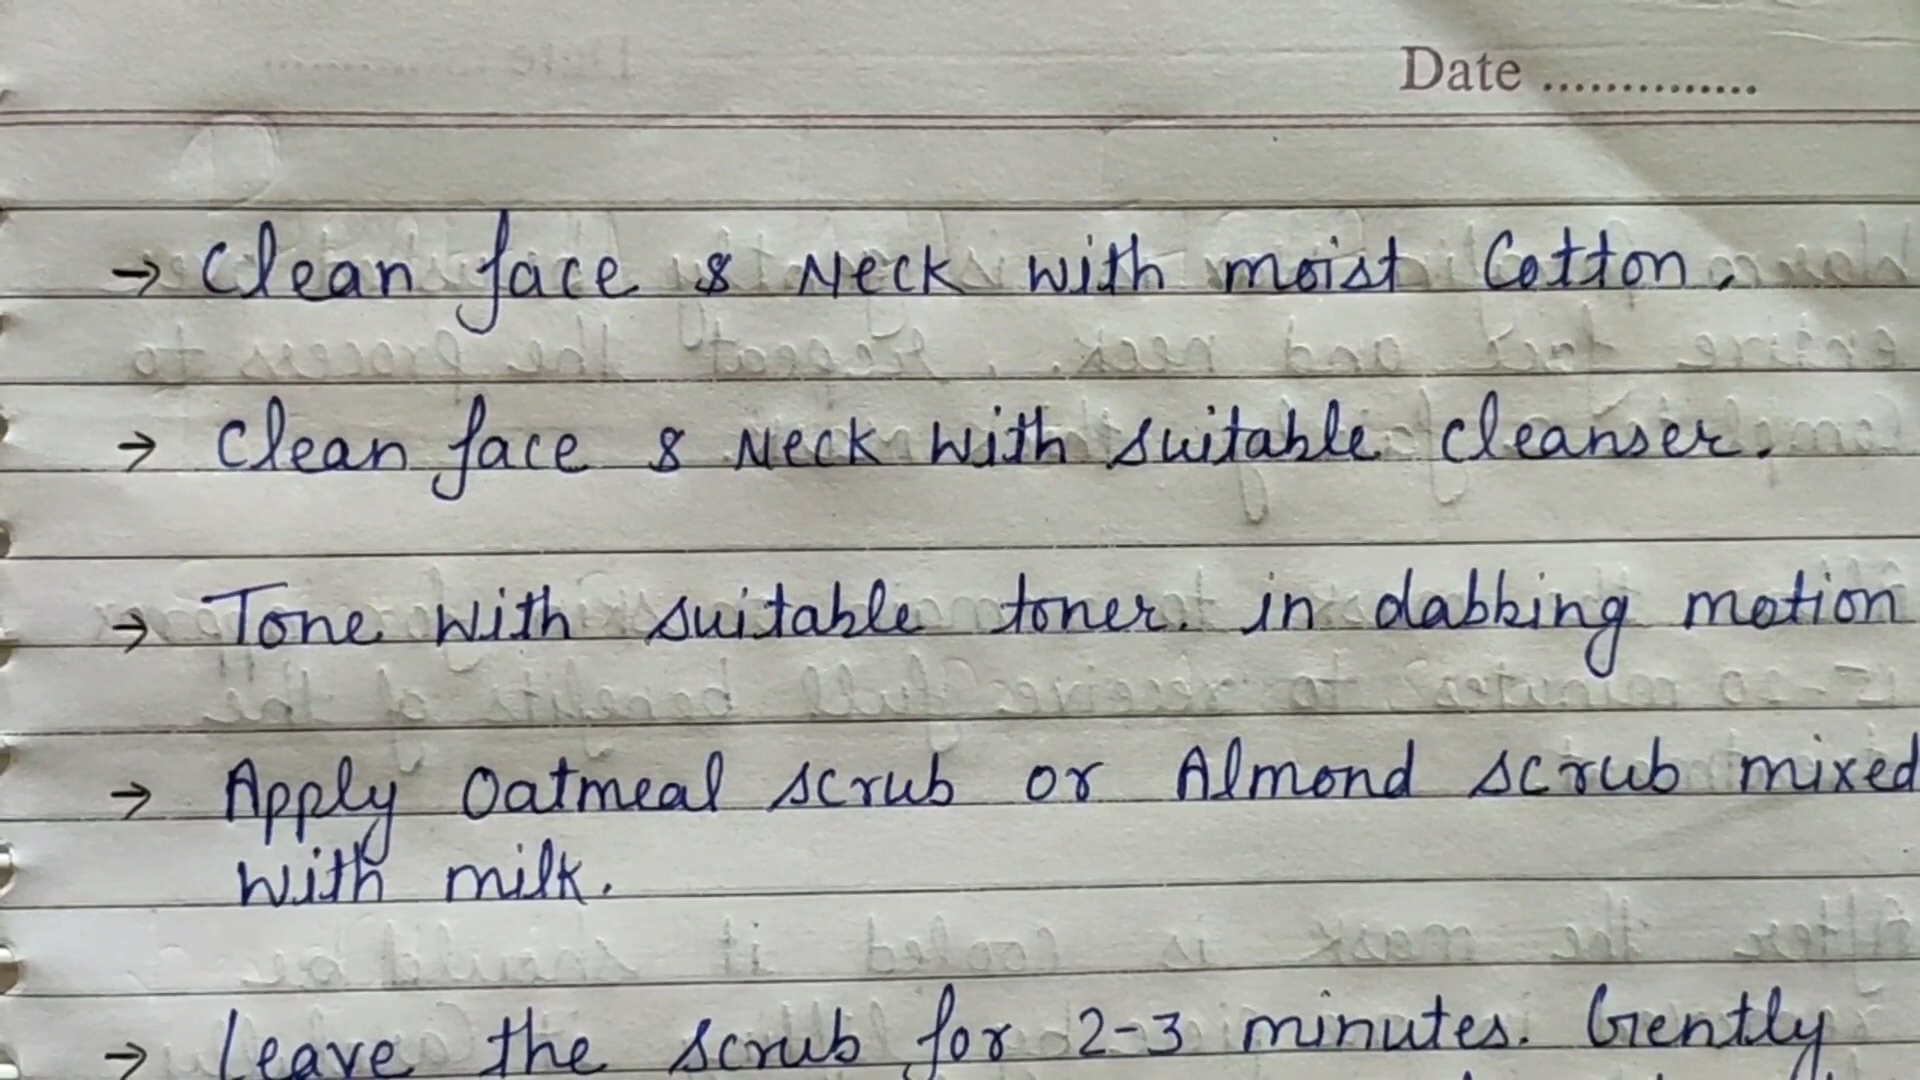 Date ..............
→ Clean face & Neck with moist Cotton.
→ Clean face & Neck with suitable cleanser.
→ Tone with suitable toner. in dabbing motion
→ Apply Oatmeal scrub or Almond scrub mixed
with milk.
→ Leave the scrub for 2-3 minutes. Gently